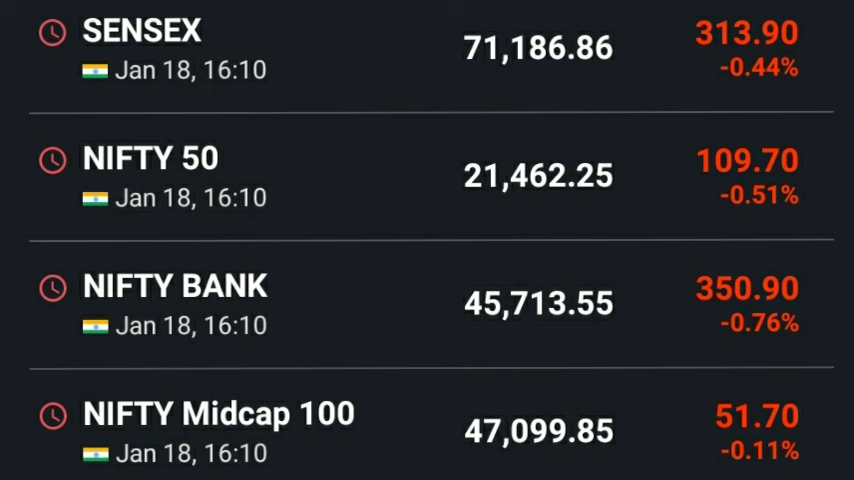 SENSEX
71,186.86
313.90
Jan 18, 16:10
-0.44%
NIFTY 50
21,462.25
109.70
Jan 18, 16:10
-0.51%
NIFTY BANK
45,713.55
350.90
Jan 18, 16:10
-0.76%
NIFTY Midcap 100
47,099.85
51.70
Jan 18, 16:10
-0.11%